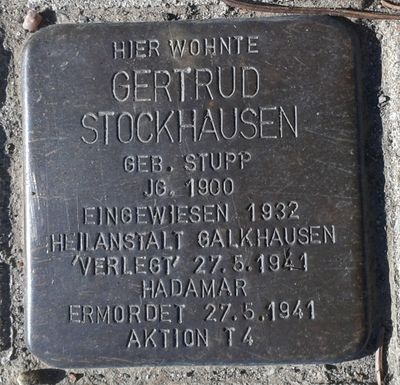 HIER WOHNTE
GERTRUD
STOCKHAUSEN
GEB. STUPP
JG. 1900
EINGEWIESEN 1932
HEILANSTALT GALKHAUSEN
'VERLEGT' 27.5.1941
HADAMAR
ERMORDET 27.5.1941
AKTION T4